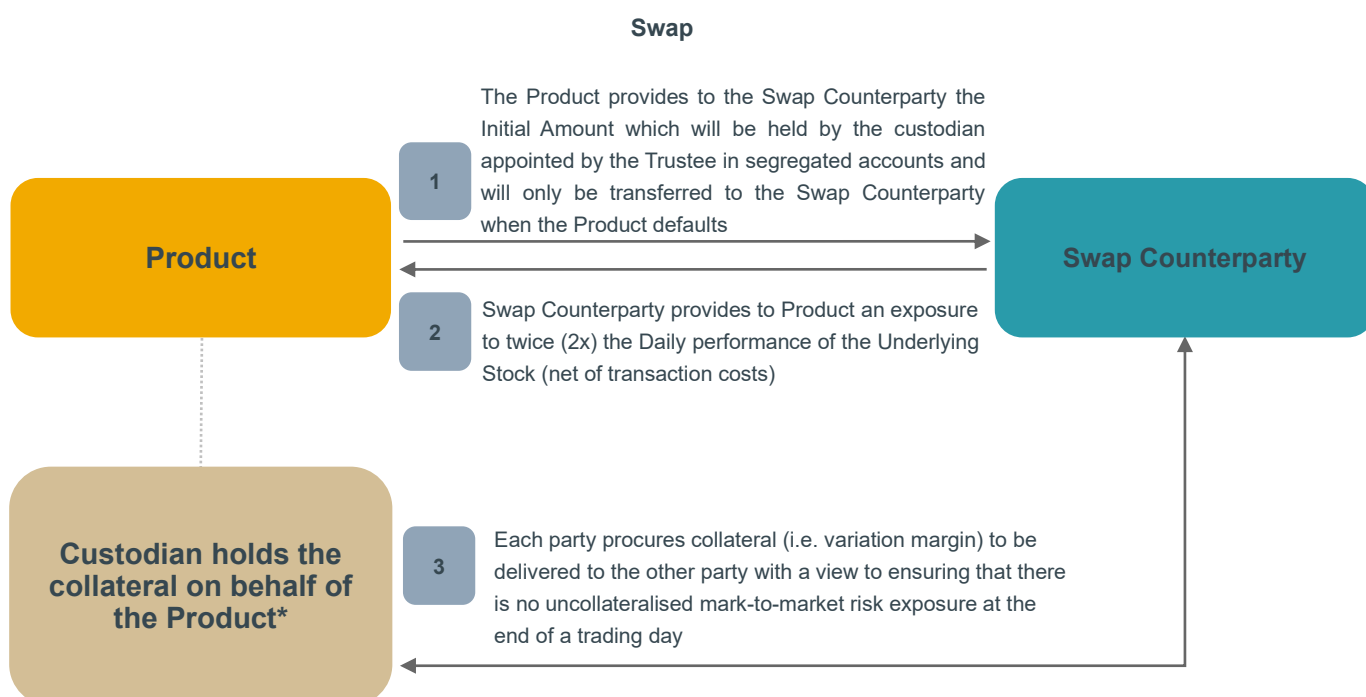 Swap
The Product provides to the Swap Counterparty the
Initial Amount which will be held by the custodian
appointed by the Trustee in segregated accounts and
will only be transferred to the Swap Counterparty
when the Product defaults
1
Product
Swap Counterparty
2
Swap Counterparty provides to Product an exposure
to twice (2x) the Daily performance of the Underlying
Stock (net of transaction costs)
Custodian holds the
collateral on behalf of
the Product*
3
Each party procures collateral (i.e. variation margin) to be
delivered to the other party with a view to ensuring that there
is no uncollateralised mark-to-market risk exposure at the
end of a trading day